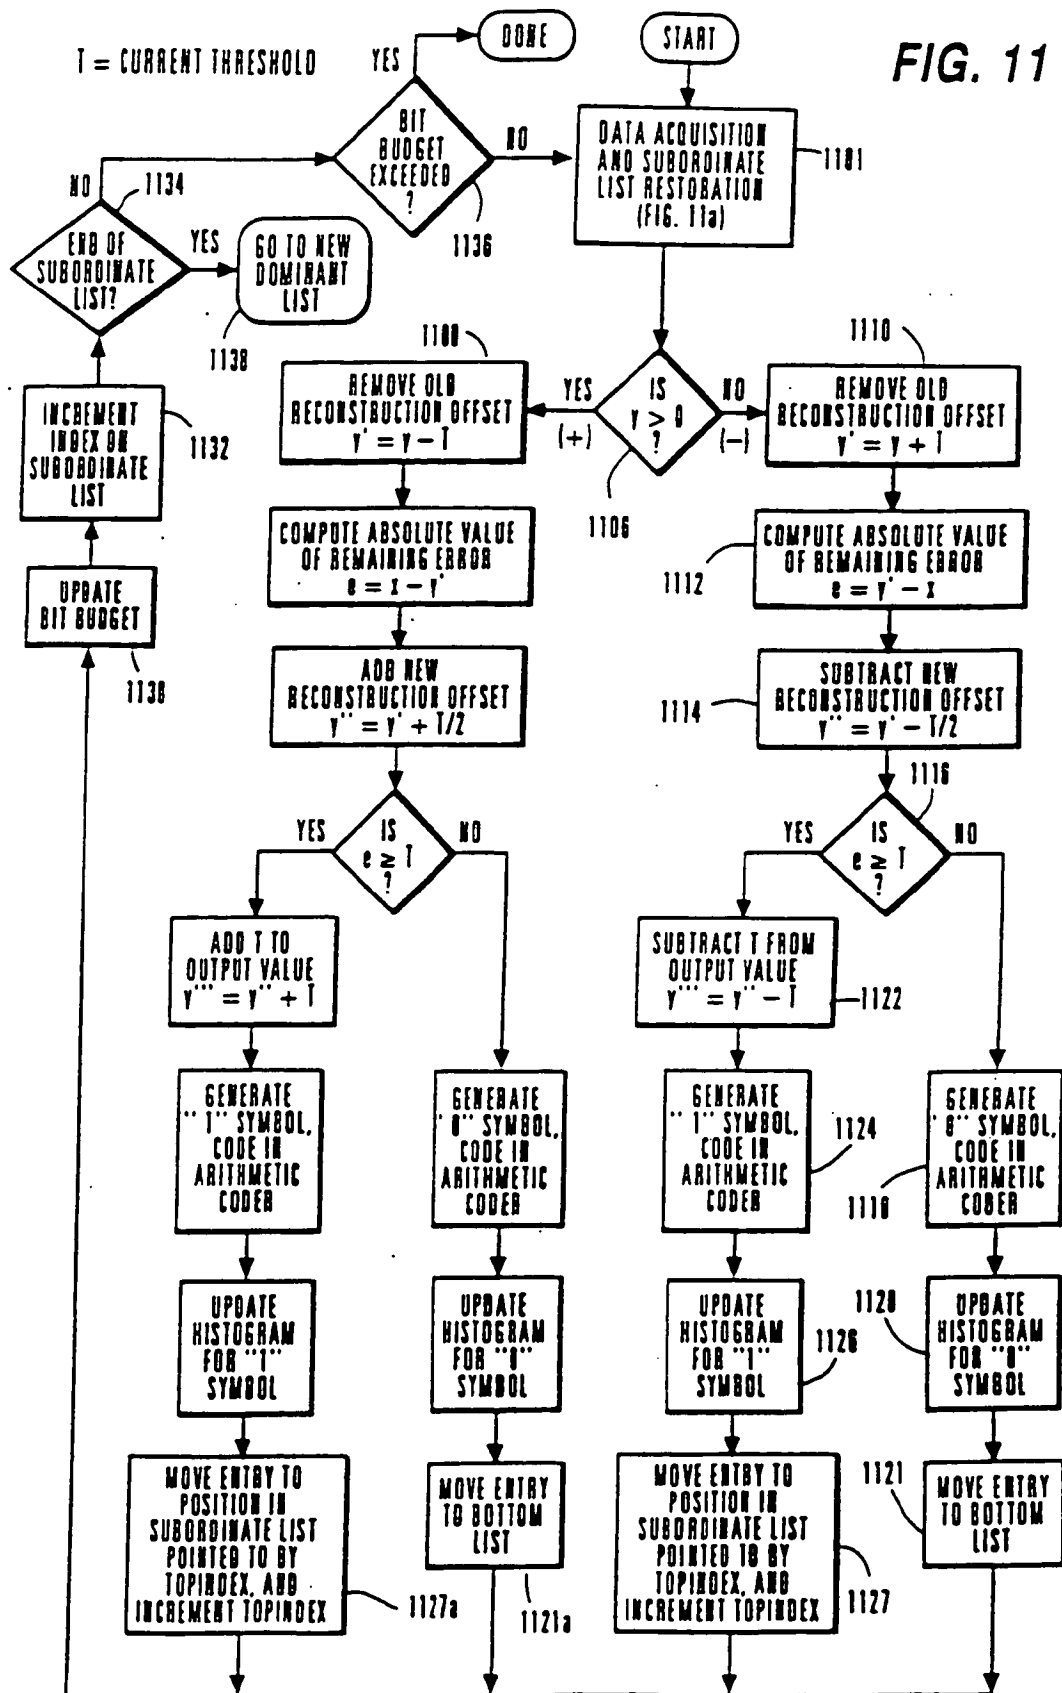 FIG. 11
T = CURRENT THRESHOLD
YES
DONE
START
BIT
BUDGET
EXCEEDED
?
NO
1136
DATA ACQUISITION
AND SUBORDINATE
LIST RESTORATION
(FIG. 11a)
1101
NO
1134
END OF
SUBORDINATE
LIST?
YES
GO TO NEW
DOMINANT
LIST
1138
INCREMENT
INDEX ON
SUBORDINATE
LIST
1132
UPDATE
BIT BUDGET
1130
IS
y > 0
?
1106
YES
(+)
NO
(-)
1108
REMOVE OLD
RECONSTRUCTION OFFSET
y' = y - T
COMPUTE ABSOLUTE VALUE
OF REMAINING ERROR
e = x - y'
ADD NEW
RECONSTRUCTION OFFSET
y'' = y' + T/2
1110
REMOVE OLD
RECONSTRUCTION OFFSET
y' = y + T
COMPUTE ABSOLUTE VALUE
OF REMAINING ERROR
e = y' - x
1112
SUBTRACT NEW
RECONSTRUCTION OFFSET
y'' = y' - T/2
1114
YES
IS
e ≥ T
?
NO
YES
IS
e ≥ T
?
NO
1116
ADD T TO
OUTPUT VALUE
y''' = y'' + T
SUBTRACT T FROM
OUTPUT VALUE
y''' = y'' - T
1122
GENERATE
"1" SYMBOL,
CODE IN
ARITHMETIC
CODER
GENERATE
'0" SYMBOL,
CODE IN
ARITHMETIC
CODER
GENERATE
"1" SYMBOL,
CODE IN
ARITHMETIC
CODER
1124
GENERATE
'0" SYMBOL,
CODE IN
ARITHMETIC
CODER
1118
UPDATE
HISTOGRAM
FOR "1"
SYMBOL
UPDATE
HISTOGRAM
FOR "0"
SYMBOL
UPDATE
HISTOGRAM
FOR "1"
SYMBOL
1126
UPDATE
HISTOGRAM
FOR "0"
SYMBOL
1120
MOVE ENTRY TO
POSITION IN
SUBORDINATE LIST
POINTED TO BY
TOPINDEX, AND
INCREMENT TOPINDEX
1127a
MOVE ENTRY
TO BOTTOM
LIST
1121a
MOVE ENTRY TO
POSITION IN
SUBORDINATE LIST
POINTED TO BY
TOPINDEX, AND
INCREMENT TOPINDEX
1127
MOVE ENTRY
TO BOTTOM
LIST
1121